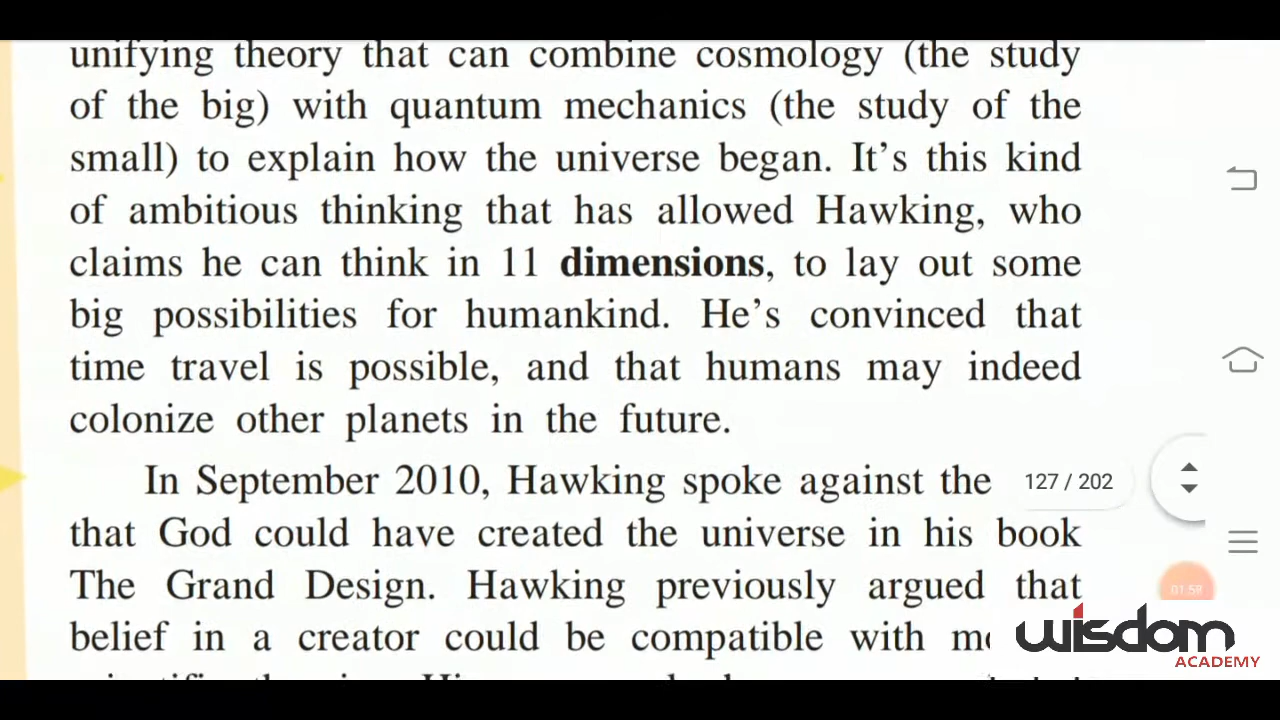 unifying theory that can combine cosmology (the study
of the big) with quantum mechanics (the study of the
small) to explain how the universe began. It's this kind
of ambitious thinking that has allowed Hawking, who
claims he can think in 11 dimensions, to lay out some
big possibilities for humankind. He's convinced that
time travel is possible, and that humans may indeed
colonize other planets in the future.
In September 2010, Hawking spoke against the
127 / 202
that God could have created the universe in his book
The Grand Design. Hawking previously argued that
01:58
belief in a creator could be compatible with
wisdom
ACADEMY